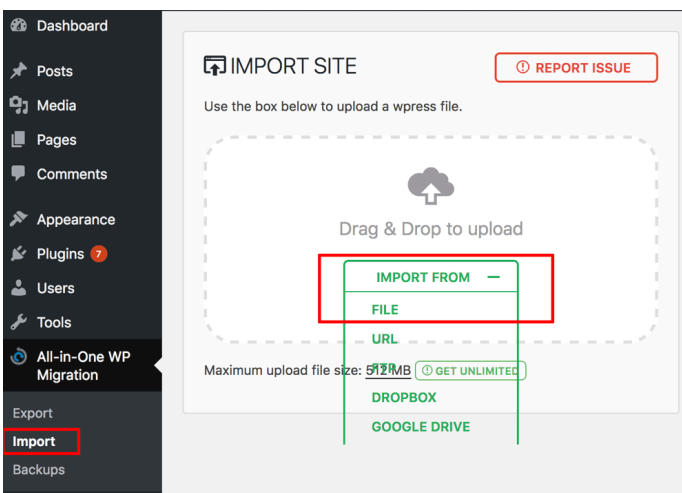 Dashboard
Posts
Media
Pages
Comments
Appearance
Plugins 7
Users
Tools
All-in-One WP
Migration
Export
Import
Backups
IMPORT SITE
REPORT ISSUE
Use the box below to upload a wpress file.
Drag & Drop to upload
IMPORT FROM
FILE
URL
FTP
Maximum upload file size: 512 MB GET UNLIMITED
DROPBOX
GOOGLE DRIVE